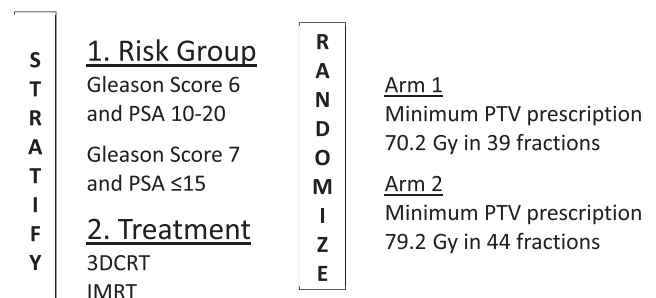 STRATIFY
1. Risk Group
Gleason Score 6
and PSA 10-20
Gleason Score 7
and PSA ≤15
2. Treatment
3DCRT
IMRT
RANDOMIZE
Arm 1
Minimum PTV prescription
70.2 Gy in 39 fractions
Arm 2
Minimum PTV prescription
79.2 Gy in 44 fractions